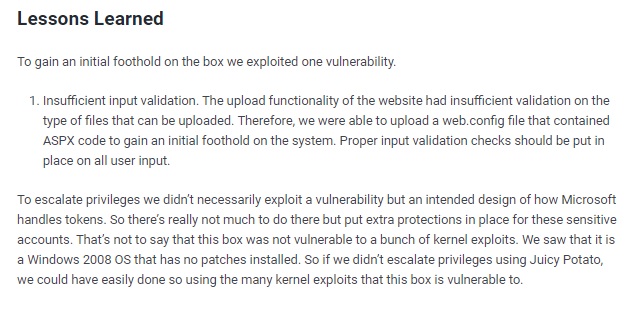 Lessons Learned
To gain an initial foothold on the box we exploited one vulnerability.
1. Insufficient input validation. The upload functionality of the website had insufficient validation on the
type of files that can be uploaded. Therefore, we were able to upload a web.config file that contained
ASPX code to gain an initial foothold on the system. Proper input validation checks should be put in
place on all user input.
To escalate privileges we didn’t necessarily exploit a vulnerability but an intended design of how Microsoft
handles tokens. So there’s really not much to do there but put extra protections in place for these sensitive
accounts. That’s not to say that this box was not vulnerable to a bunch of kernel exploits. We saw that it is
a Windows 2008 OS that has no patches installed. So if we didn’t escalate privileges using Juicy Potato,
we could have easily done so using the many kernel exploits that this box is vulnerable to.